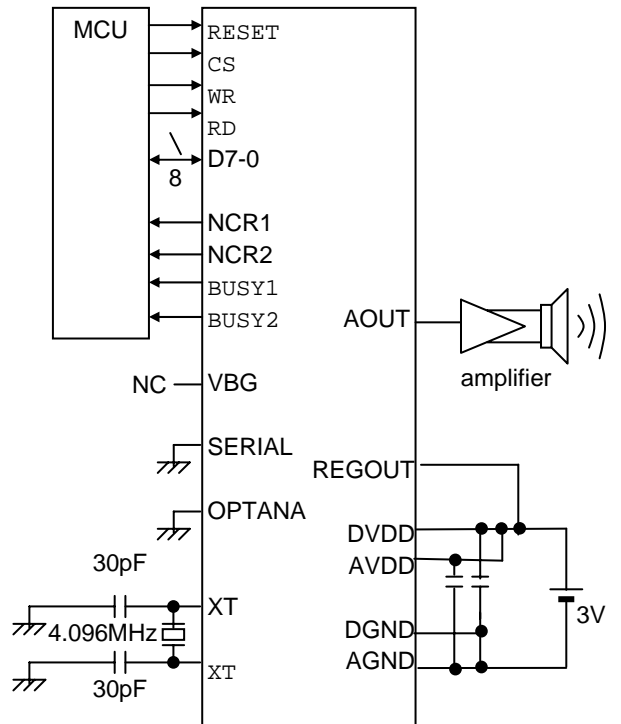 MCU
RESET
CS
WR
RD
D7-0
8
NCR1
NCR2
BUSY1
BUSY2
AOUT
amplifier
NC
VBG
SERIAL
REGOUT
OPTANA
DVDD
AVDD
30pF
XT
4.096MHz
3V
DGND
AGND
XT
30pF